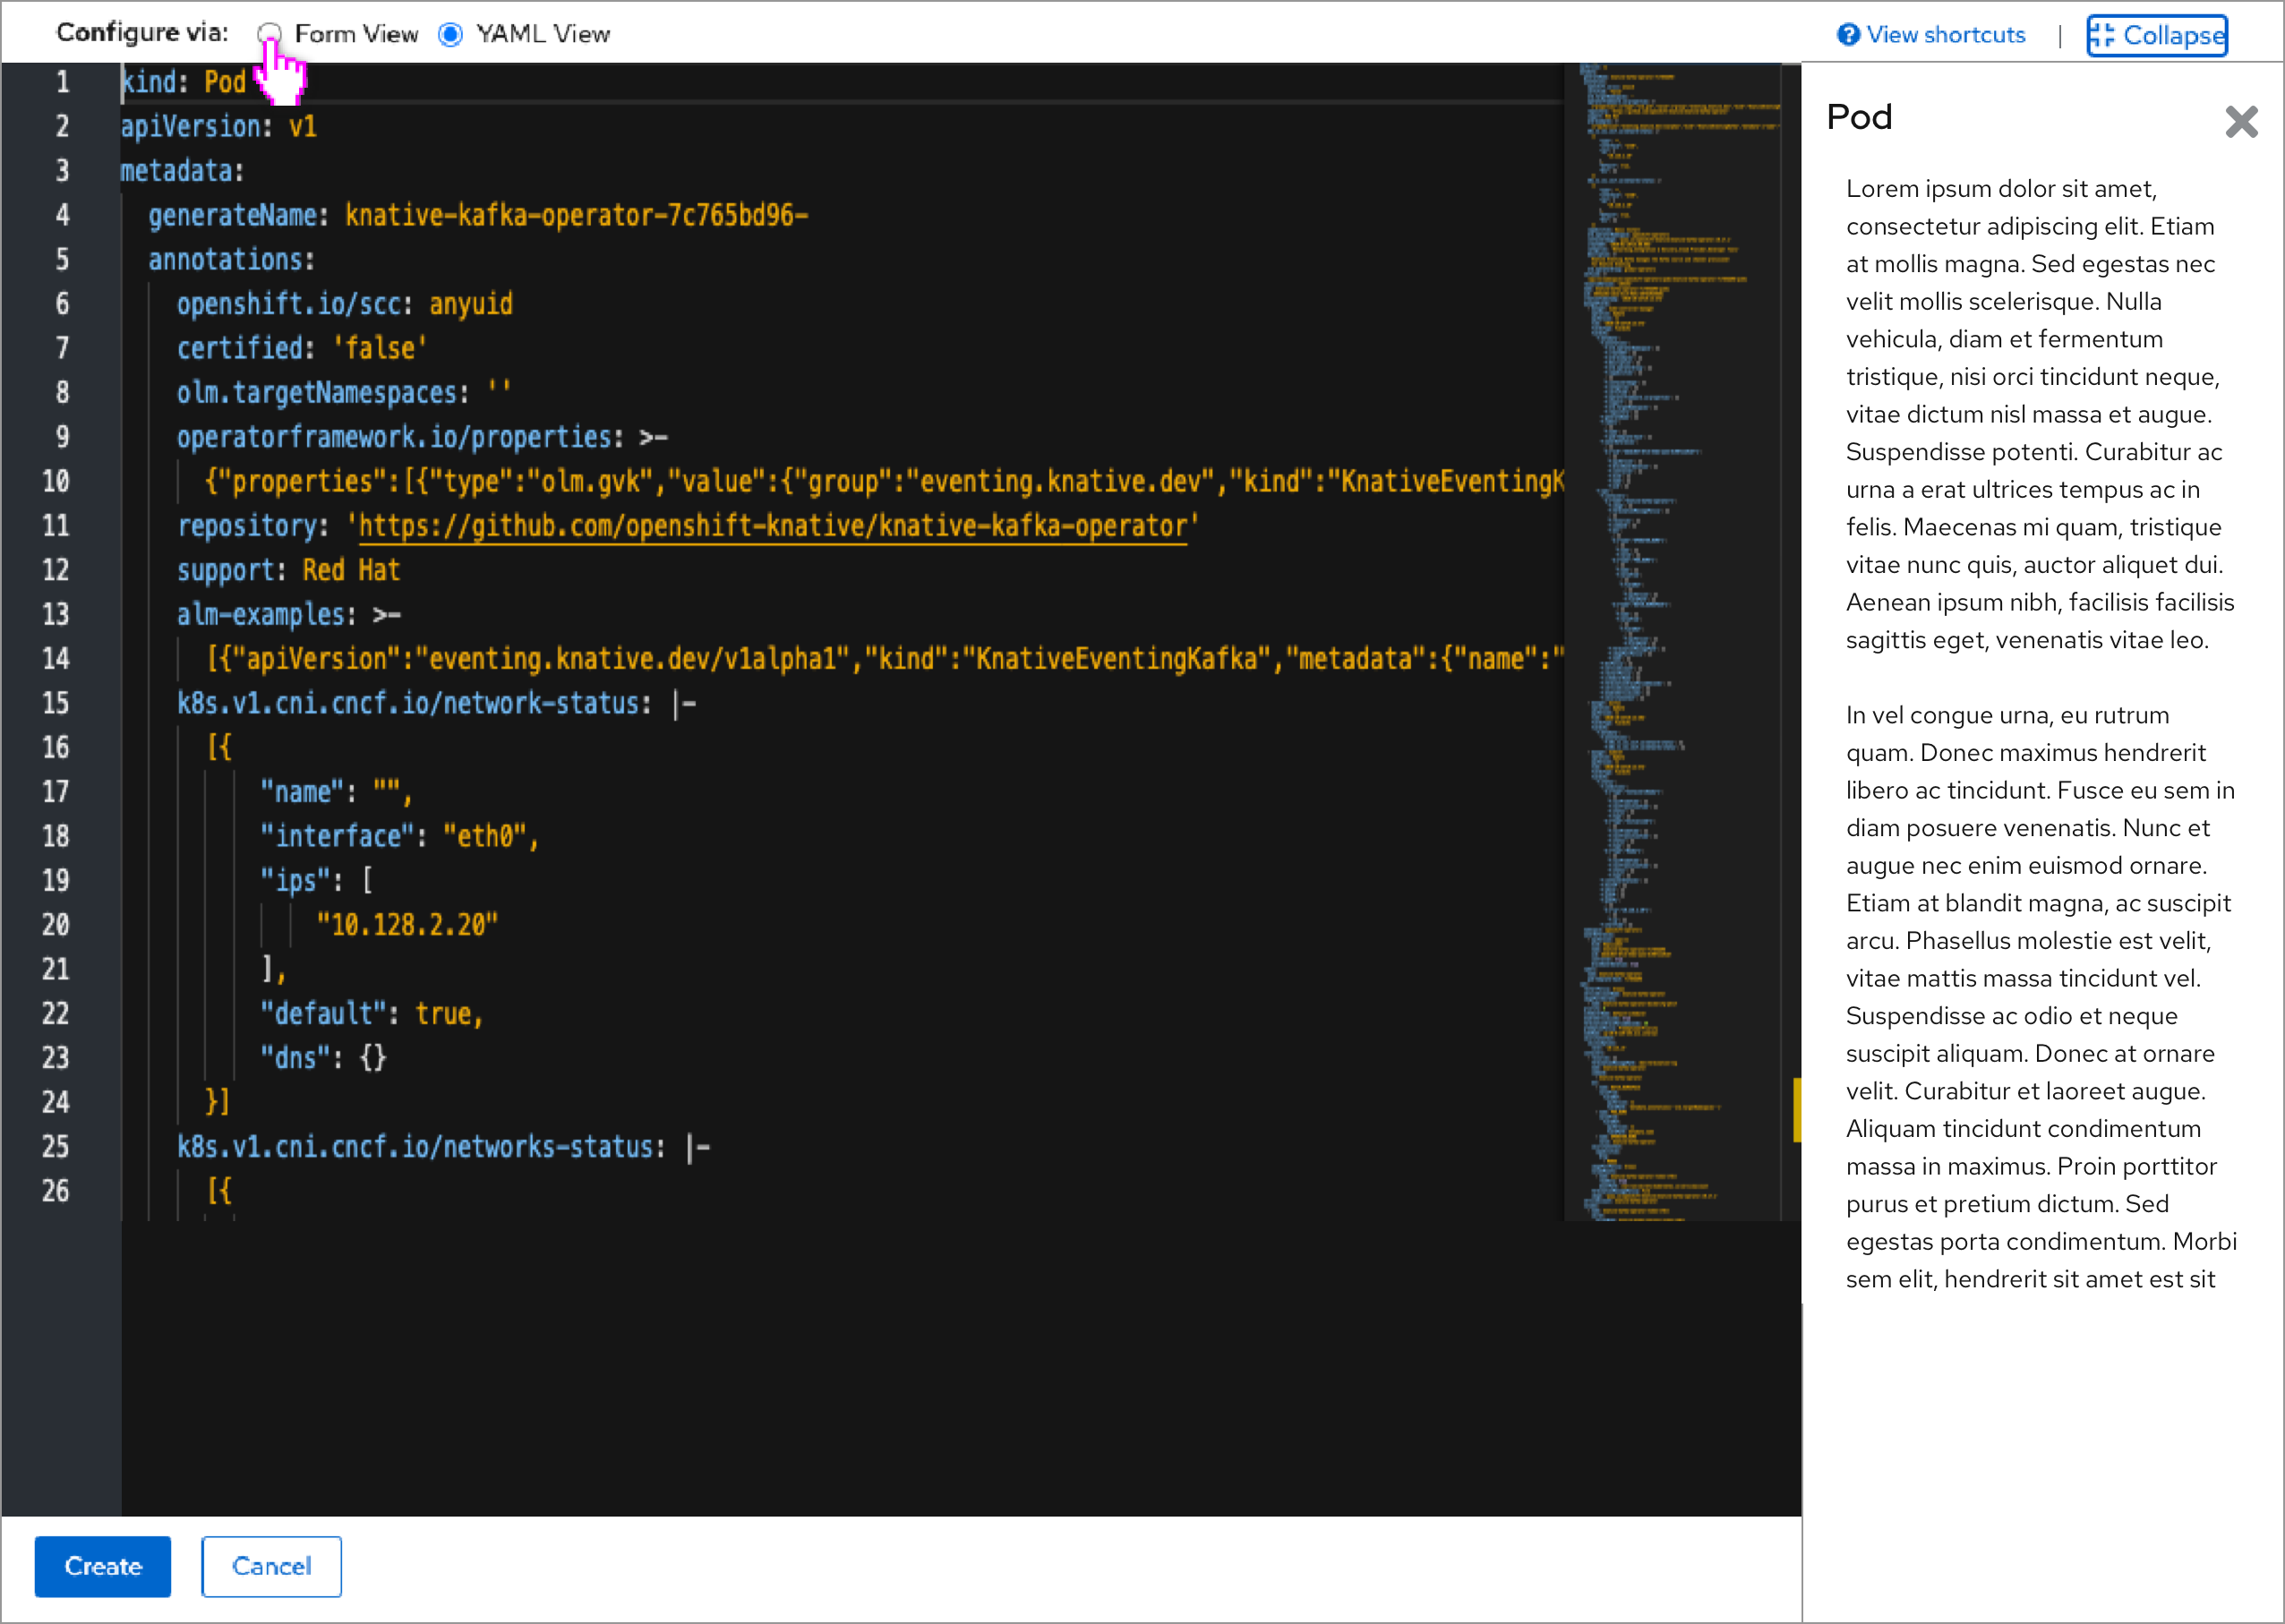 Configure via: Form View YAML View View shortcuts | Collapse
1 kind: Pod
2 apiVersion: v1
3 metadata:
4 generateName: knative-kafka-operator-7c765bd96-
5 annotations:
6 openshift.io/scc: anyuid
7 certified: 'false'
8 olm.targetNamespaces: ''
9 operatorframework.io/properties: >-
10 {"properties":[{"type":"olm.gvk","value":{"group":"eventing.knative.dev","kind":"KnativeEventingK
11 repository: 'https://github.com/openshift-knative/knative-kafka-operator'
12 support: Red Hat
13 alm-examples: >-
14 [{"apiVersion":"eventing.knative.dev/v1alpha1","kind":"KnativeEventingKafka","metadata":{"name":"
15 k8s.v1.cni.cncf.io/network-status: |-
16 [{
17 "name": "",
18 "interface": "eth0",
19 "ips": [
20 "10.128.2.20"
21 ],
22 "default": true,
23 "dns": {}
24 }]
25 k8s.v1.cni.cncf.io/networks-status: |-
26 [{
Create Cancel
Pod
Lorem ipsum dolor sit amet,
consectetur adipiscing elit. Etiam
at mollis magna. Sed egestas nec
velit mollis scelerisque. Nulla
vehicula, diam et fermentum
tristique, nisi orci tincidunt neque,
vitae dictum nisl massa et augue.
Suspendisse potenti. Curabitur ac
urna a erat ultrices tempus ac in
felis. Maecenas mi quam, tristique
vitae nunc quis, auctor aliquet dui.
Aenean ipsum nibh, facilisis facilisis
sagittis eget, venenatis vitae leo.
In vel congue urna, eu rutrum
quam. Donec maximus hendrerit
libero ac tincidunt. Fusce eu sem in
diam posuere venenatis. Nunc et
augue nec enim euismod ornare.
Etiam at blandit magna, ac suscipit
arcu. Phasellus molestie est velit,
vitae mattis massa tincidunt vel.
Suspendisse ac odio et neque
suscipit aliquam. Donec at ornare
velit. Curabitur et laoreet augue.
Aliquam tincidunt condimentum
massa in maximus. Proin porttitor
purus et pretium dictum. Sed
egestas porta condimentum. Morbi
sem elit, hendrerit sit amet est sit